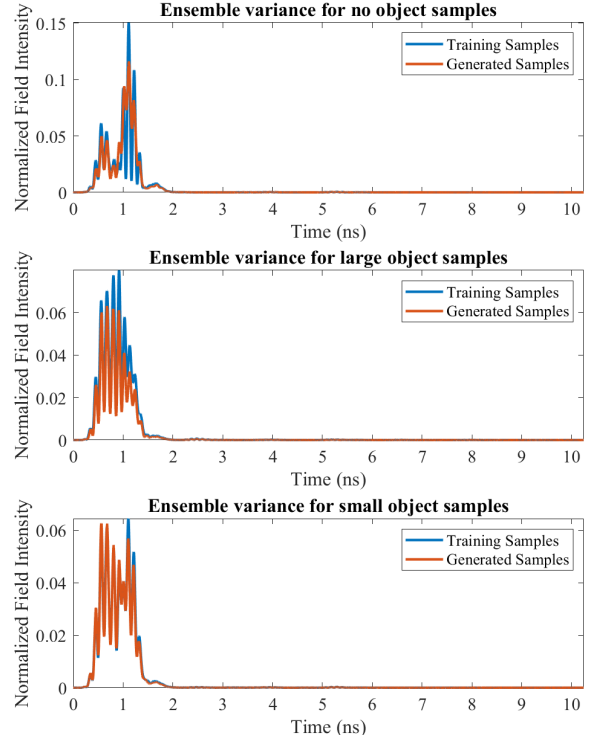 Ensemble variance for no object samples
0.15
0.1
0.05
0
Normalized Field Intensity
Training Samples
Generated Samples
0 1 2 3 4 5 6 7 8 9 10
Time (ns)
Ensemble variance for large object samples
0.06
0.04
0.02
0
Normalized Field Intensity
Training Samples
Generated Samples
0 1 2 3 4 5 6 7 8 9 10
Time (ns)
Ensemble variance for small object samples
0.06
0.04
0.02
0
Normalized Field Intensity
Training Samples
Generated Samples
0 1 2 3 4 5 6 7 8 9 10
Time (ns)